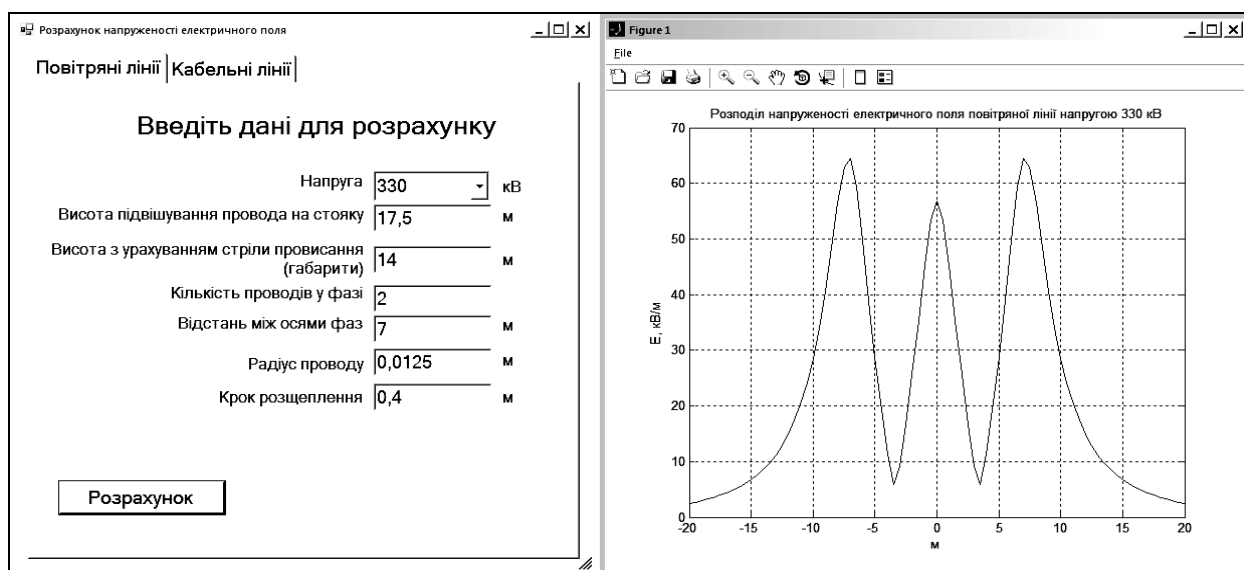 Розрахунок напруженості електричного поля
Повітряні лінії
Кабельні лінії
Введіть дані для розрахунку
Напруга 330 кВ
Висота підвішування провода на стояку 17,5 м
Висота з урахуванням стріли провисання
(габарити) 14 м
Кількість проводів у фазі 2
Відстань між осями фаз 7 м
Радіус проводу 0,0125 м
Крок розщеплення 0,4 м
Розрахунок
Figure 1
File
Розподіл напруженості електричного поля повітряної лінії напругою 330 кВ
70
60
50
40
30
20
10
0
E, кВ/м
-20 -15 -10 -5 0 5 10 15 20
м